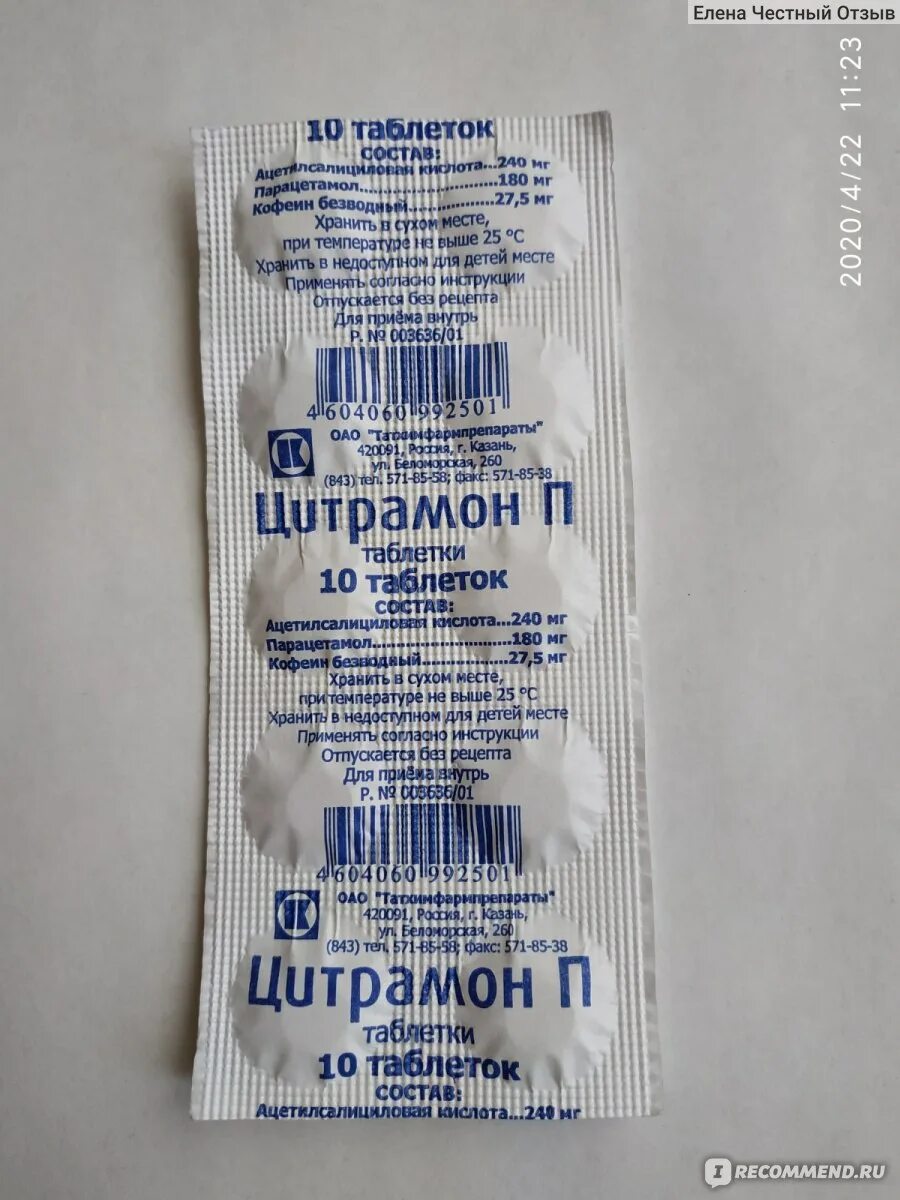 Елена Честный Отзыв
2020/4/22 11:23
10 таблеток
СОСТАВ:
Ацетилсалициловая кислота...240 мг
Парацетамол.......................180 мг
Кофеин безводный..............27,5 мг
Хранить в сухом месте,
при температуре не выше 25 °C
Хранить в недоступном для детей месте
Применять согласно инструкции
Отпускается без рецепта
Для приёма внутрь
Р. № 003636/01
4 604060 992501
ОАО "Татхимфармпрепараты"
420091, Россия, г. Казань,
ул. Беломорская, 260
(843) тел. 571-85-58; факс: 571-85-38
Цитрамон П
таблетки
10 таблеток
СОСТАВ:
Ацетилсалициловая кислота...240 мг
Парацетамол.......................180 мг
Кофеин безводный..............27,5 мг
Хранить в сухом месте,
при температуре не выше 25 °C
Хранить в недоступном для детей месте
Применять согласно инструкции
Отпускается без рецепта
Для приёма внутрь
Р. № 003636/01
4 604060 992501
ОАО "Татхимфармпрепараты"
420091, Россия, г. Казань,
ул. Беломорская, 260
(843) тел. 571-85-58; факс: 571-85-38
Цитрамон П
таблетки
10 таблеток
СОСТАВ:
Ацетилсалициловая кислота...240 мг
IRECOMMEND.RU